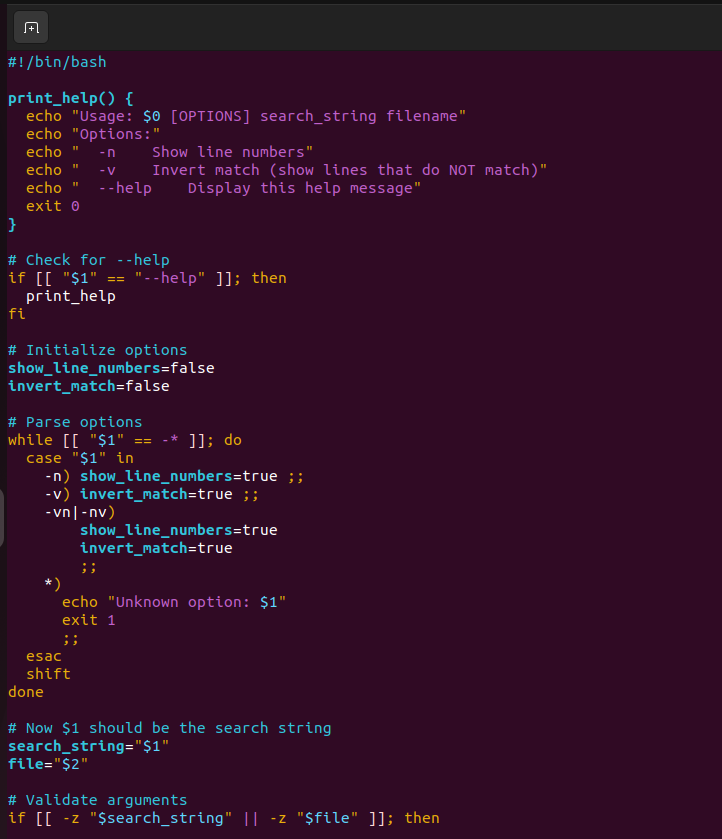 #!/bin/bash

print_help() {
  echo "Usage: $0 [OPTIONS] search_string filename"
  echo "Options:"
  echo "  -n    Show line numbers"
  echo "  -v    Invert match (show lines that do NOT match)"
  echo "  --help    Display this help message"
  exit 0
}

# Check for --help
if [[ "$1" == "--help" ]]; then
  print_help
fi

# Initialize options
show_line_numbers=false
invert_match=false

# Parse options
while [[ "$1" == -* ]]; do
  case "$1" in
    -n) show_line_numbers=true ;;
    -v) invert_match=true ;;
    -vn|-nv)
        show_line_numbers=true
        invert_match=true
        ;;
    *)
      echo "Unknown option: $1"
      exit 1
      ;;
  esac
  shift
done

# Now $1 should be the search string
search_string="$1"
file="$2"

# Validate arguments
if [[ -z "$search_string" || -z "$file" ]]; then